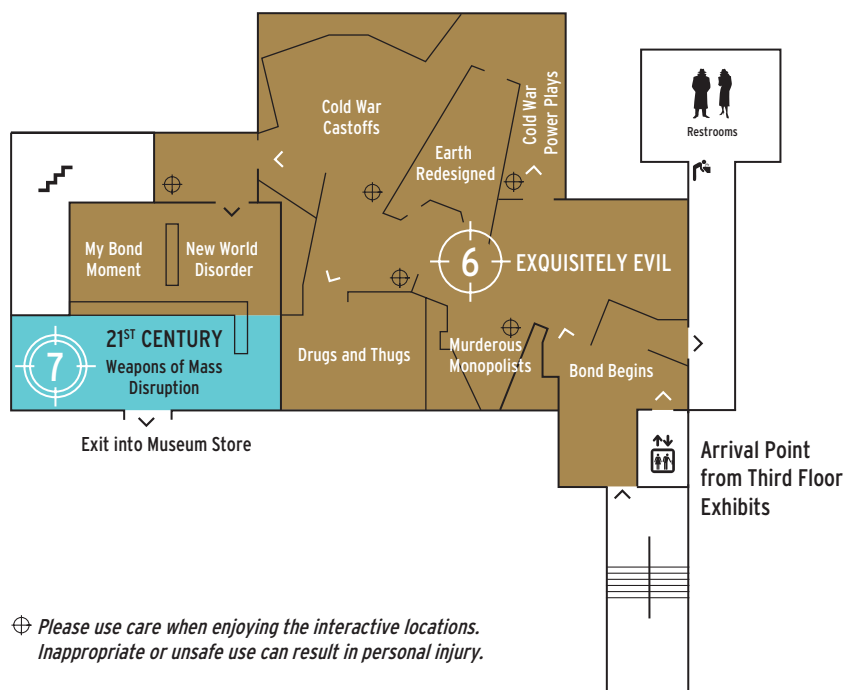 Cold War
Castoffs
Cold War
Power Plays
Restrooms
Earth
Redesigned
My Bond
Moment
New World
Disorder
6 EXQUISITELY EVIL
7
21ST CENTURY
Weapons of Mass
Disruption
Drugs and Thugs
Murderous
Monopolists
Bond Begins
Exit into Museum Store
Arrival Point
from Third Floor
Exhibits
Please use care when enjoying the interactive locations.
Inappropriate or unsafe use can result in personal injury.